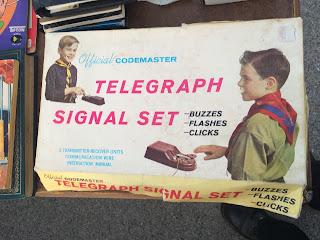 Official CODEMASTER
TELEGRAPH
SIGNAL SET
-BUZZES
-FLASHES
-CLICKS
2 TRANSMITTER-RECEIVER UNITS
COMMUNICATION WIRE
INSTRUCTION MANUAL
Official CODEMASTER
TELEGRAPH SIGNAL SET
-BUZZES
-FLASHES
-CLICKS